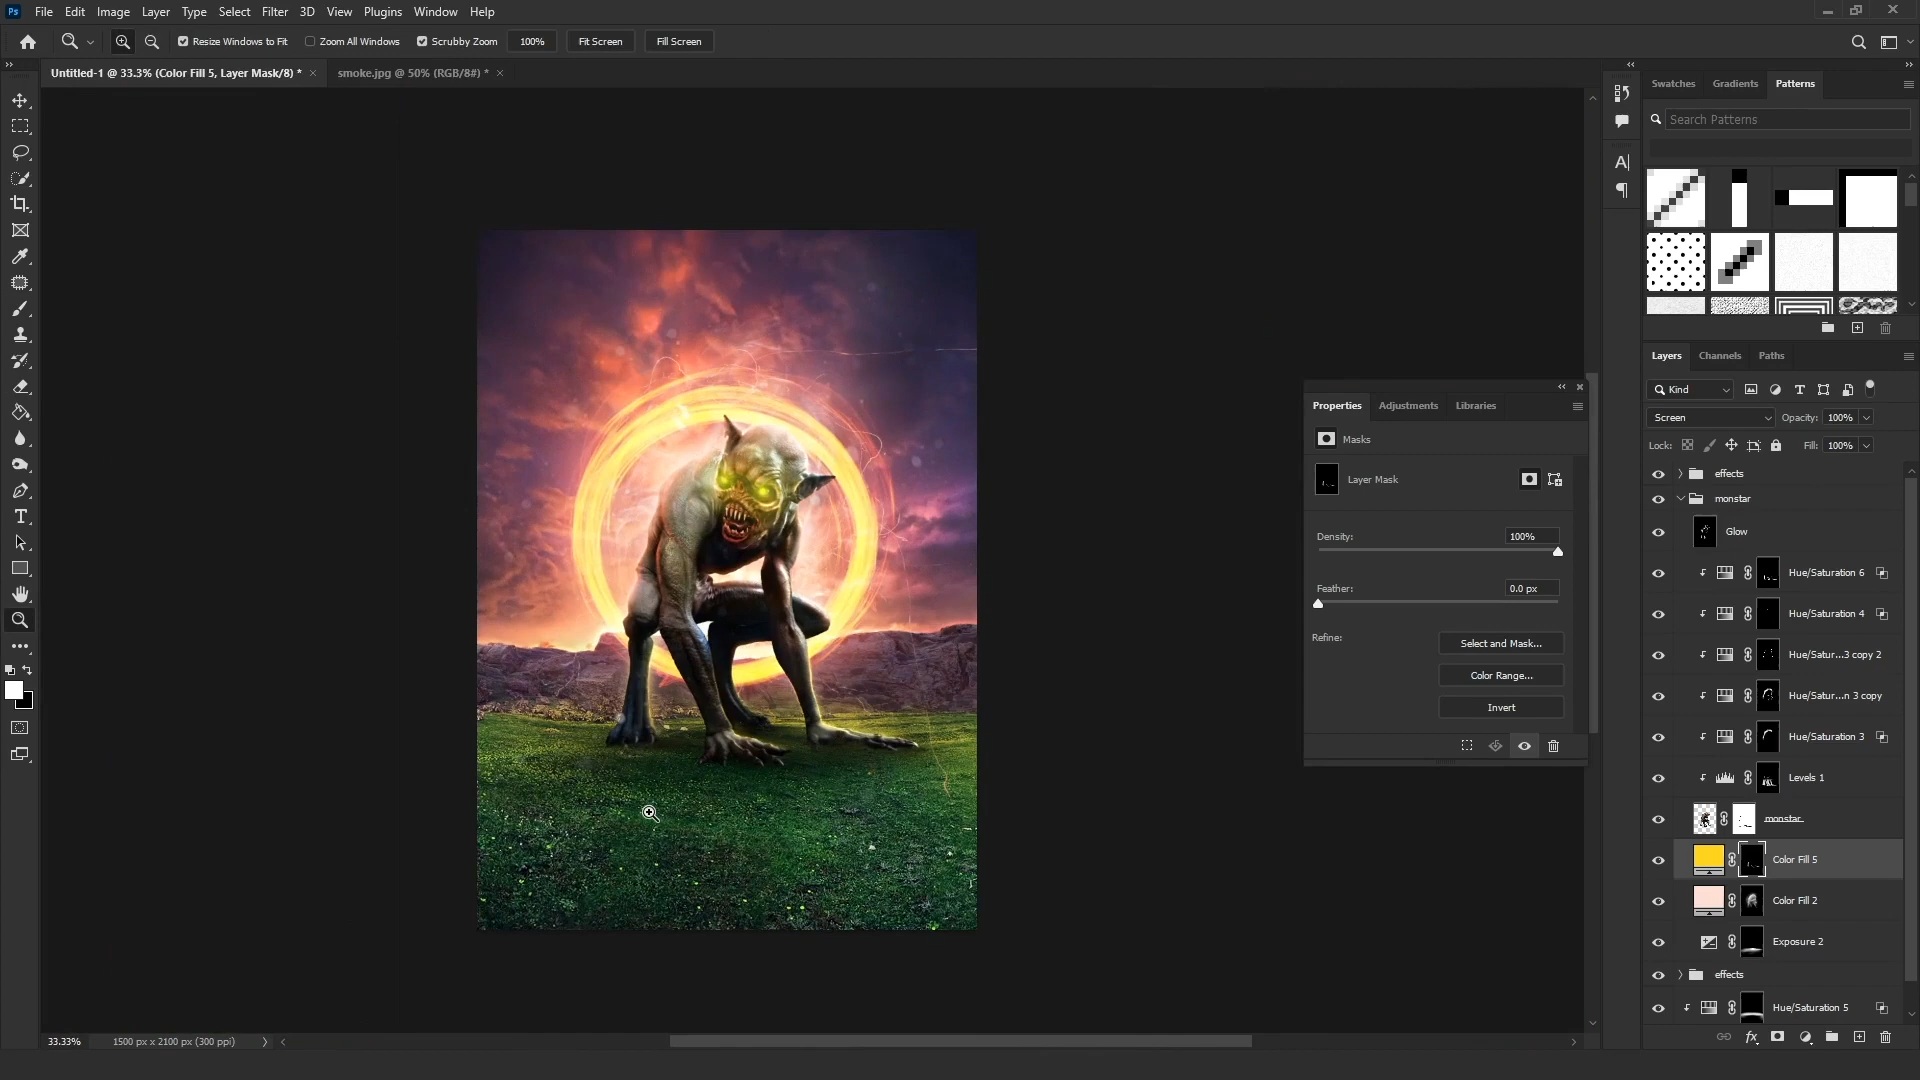 Ps File Edit Image Layer Type Select Filter 3D View Plugins Window Help
Resize Windows to Fit Zoom All Windows Scrubby Zoom 100% Fit Screen Fill Screen
Untitled-1 @ 33.3% (Color Fill 5, Layer Mask/8) * smoke.jpg @ 50% (RGB/8#) *
Swatches Gradients Patterns
Search Patterns
Layers Channels Paths
Kind
Screen Opacity: 100%
Lock: Fill: 100%
effects
monstar
Glow
Hue/Saturation 6
Hue/Saturation 4
Hue/Satur...3 copy 2
Hue/Satur...n 3 copy
Hue/Saturation 3
Levels 1
monstar
Color Fill 5
Color Fill 2
Exposure 2
effects
Hue/Saturation 5
Properties Adjustments Libraries
Masks
Layer Mask
Density: 100%
Feather: 0.0 px
Refine: Select and Mask...
Color Range...
Invert
33.33% 1500 px x 2100 px (300 ppi)